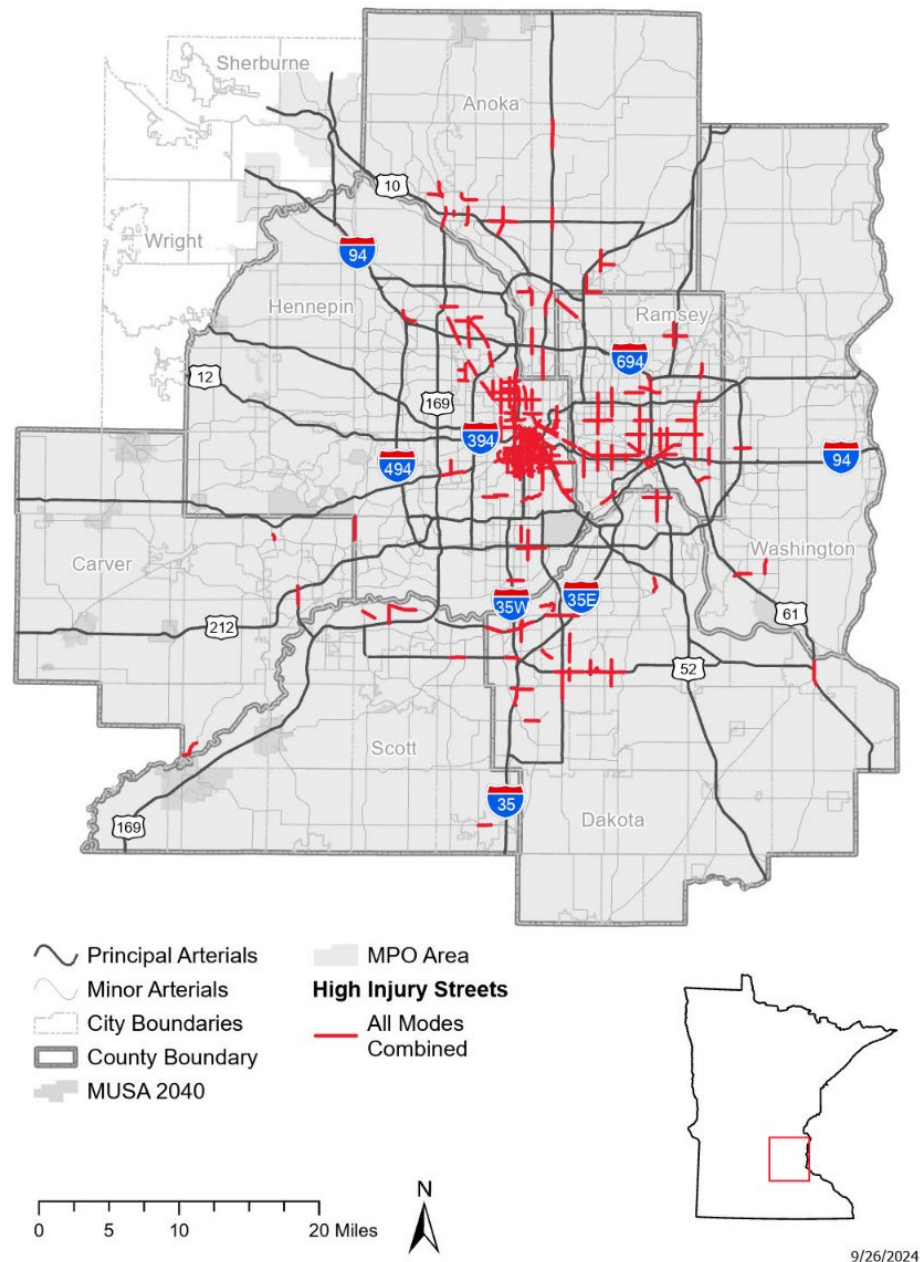 Sherburne
Anoka
10
Wright
94
Hennepin
Ramsey
694
12
169
394
494
94
Carver
Washington
35W
35E
212
61
52
Scott
35
Dakota
169
Principal Arterials
Minor Arterials
City Boundaries
County Boundary
MUSA 2040
MPO Area
High Injury Streets
All Modes
Combined
N
0 5 10 20 Miles
9/26/2024